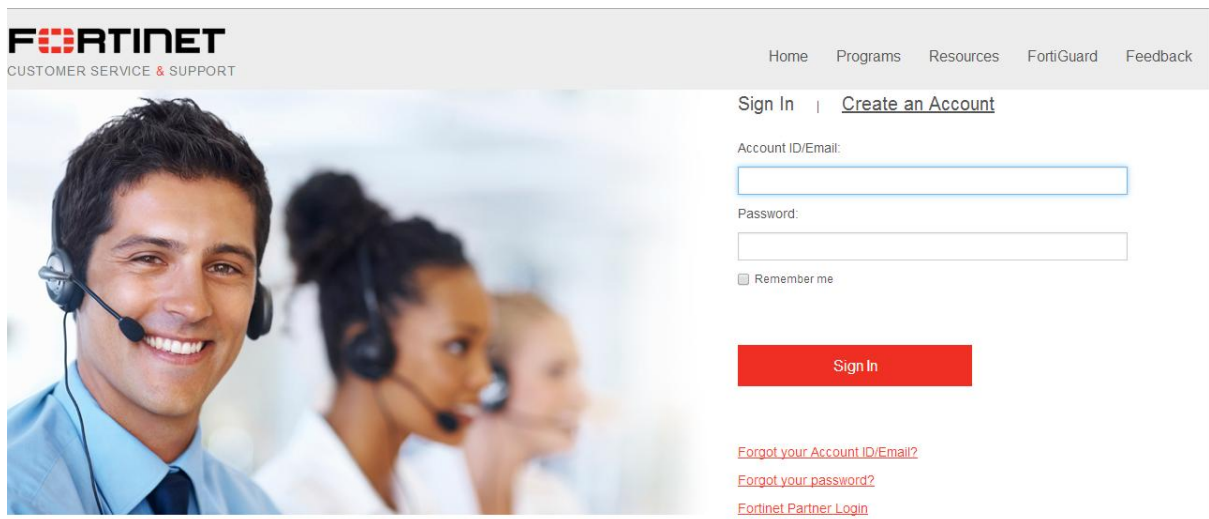 FORTINET
CUSTOMER SERVICE & SUPPORT
Home Programs Resources FortiGuard Feedback
Sign In | Create an Account
Account ID/Email:
Password:
Remember me
Sign In
Forgot your Account ID/Email?
Forgot your password?
Fortinet Partner Login